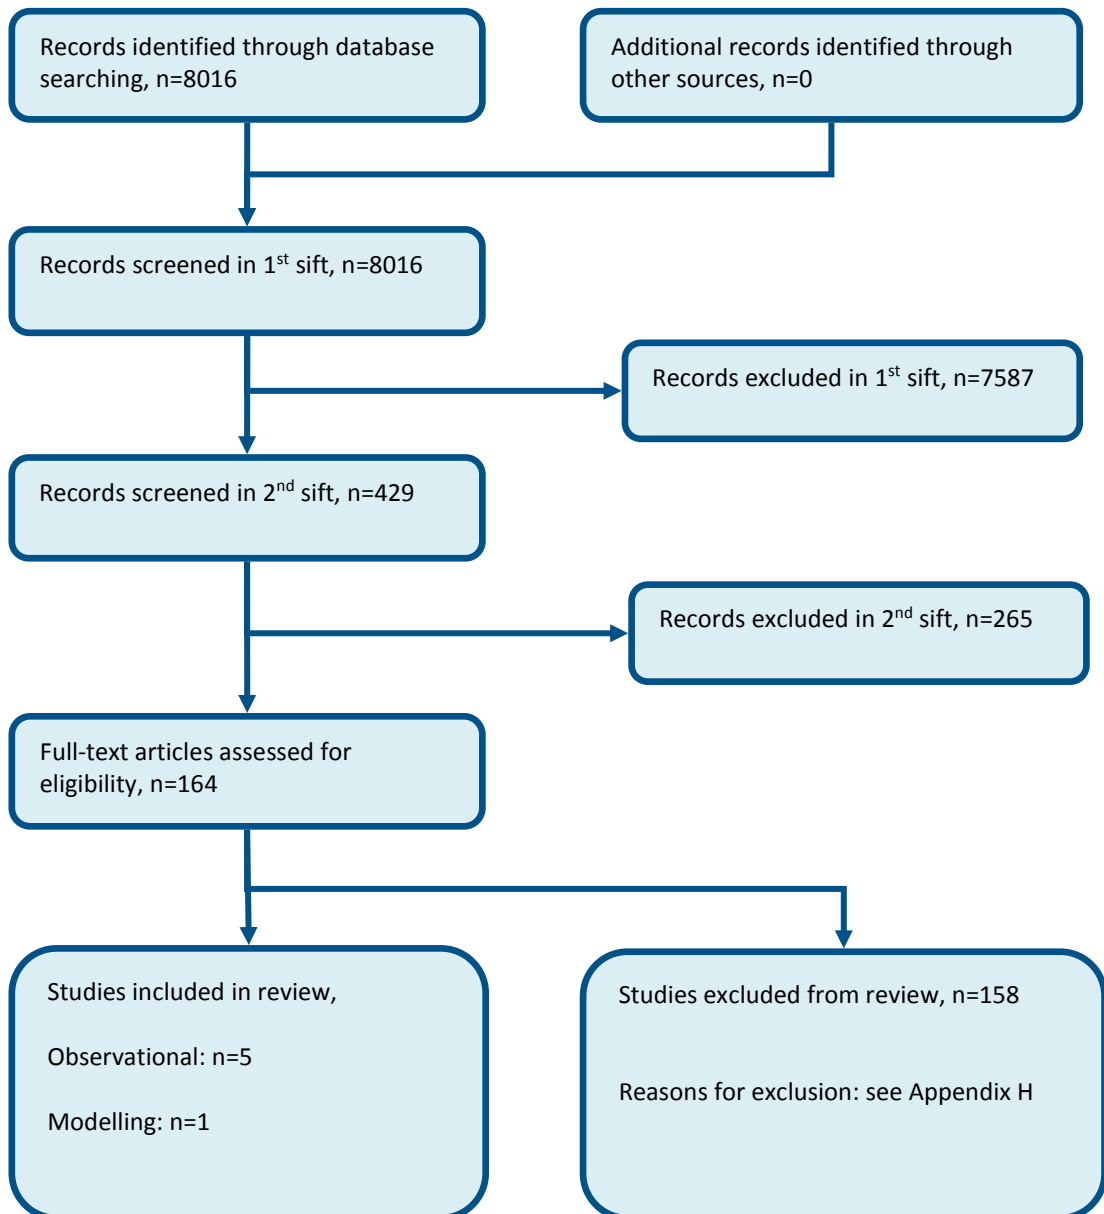 Records identified through database
searching, n=8016
Additional records identified through
other sources, n=0
Records screened in 1st sift, n=8016
Records excluded in 1st sift, n=7587
Records screened in 2nd sift, n=429
Records excluded in 2nd sift, n=265
Full-text articles assessed for
eligibility, n=164
Studies included in review,
Observational: n=5
Modelling: n=1
Studies excluded from review, n=158
Reasons for exclusion: see Appendix H